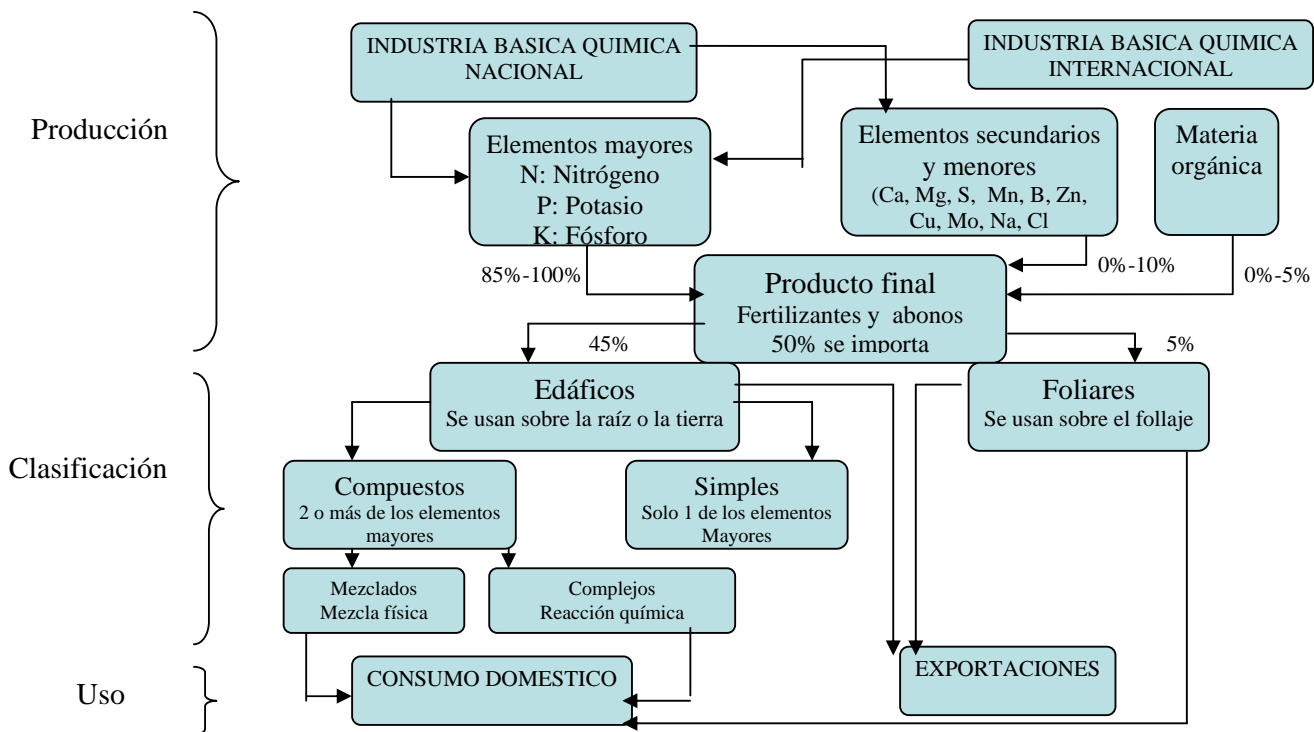 INDUSTRIA BASICA QUIMICA
NACIONAL
INDUSTRIA BASICA QUIMICA
INTERNACIONAL
Producción
Elementos mayores
N: Nitrógeno
P: Potasio
K: Fósforo
Elementos secundarios
y menores
(Ca, Mg, S, Mn, B, Zn,
Cu, Mo, Na, Cl
Materia
orgánica
85%-100%
0%-10%
0%-5%
Producto final
Fertilizantes y abonos
50% se importa
45%
5%
Clasificación
Edáficos
Se usan sobre la raíz o la tierra
Foliares
Se usan sobre el follaje
Compuestos
2 o más de los elementos
mayores
Simples
Solo 1 de los elementos
Mayores
Mezclados
Mezcla física
Complejos
Reacción química
Uso
CONSUMO DOMESTICO
EXPORTACIONES